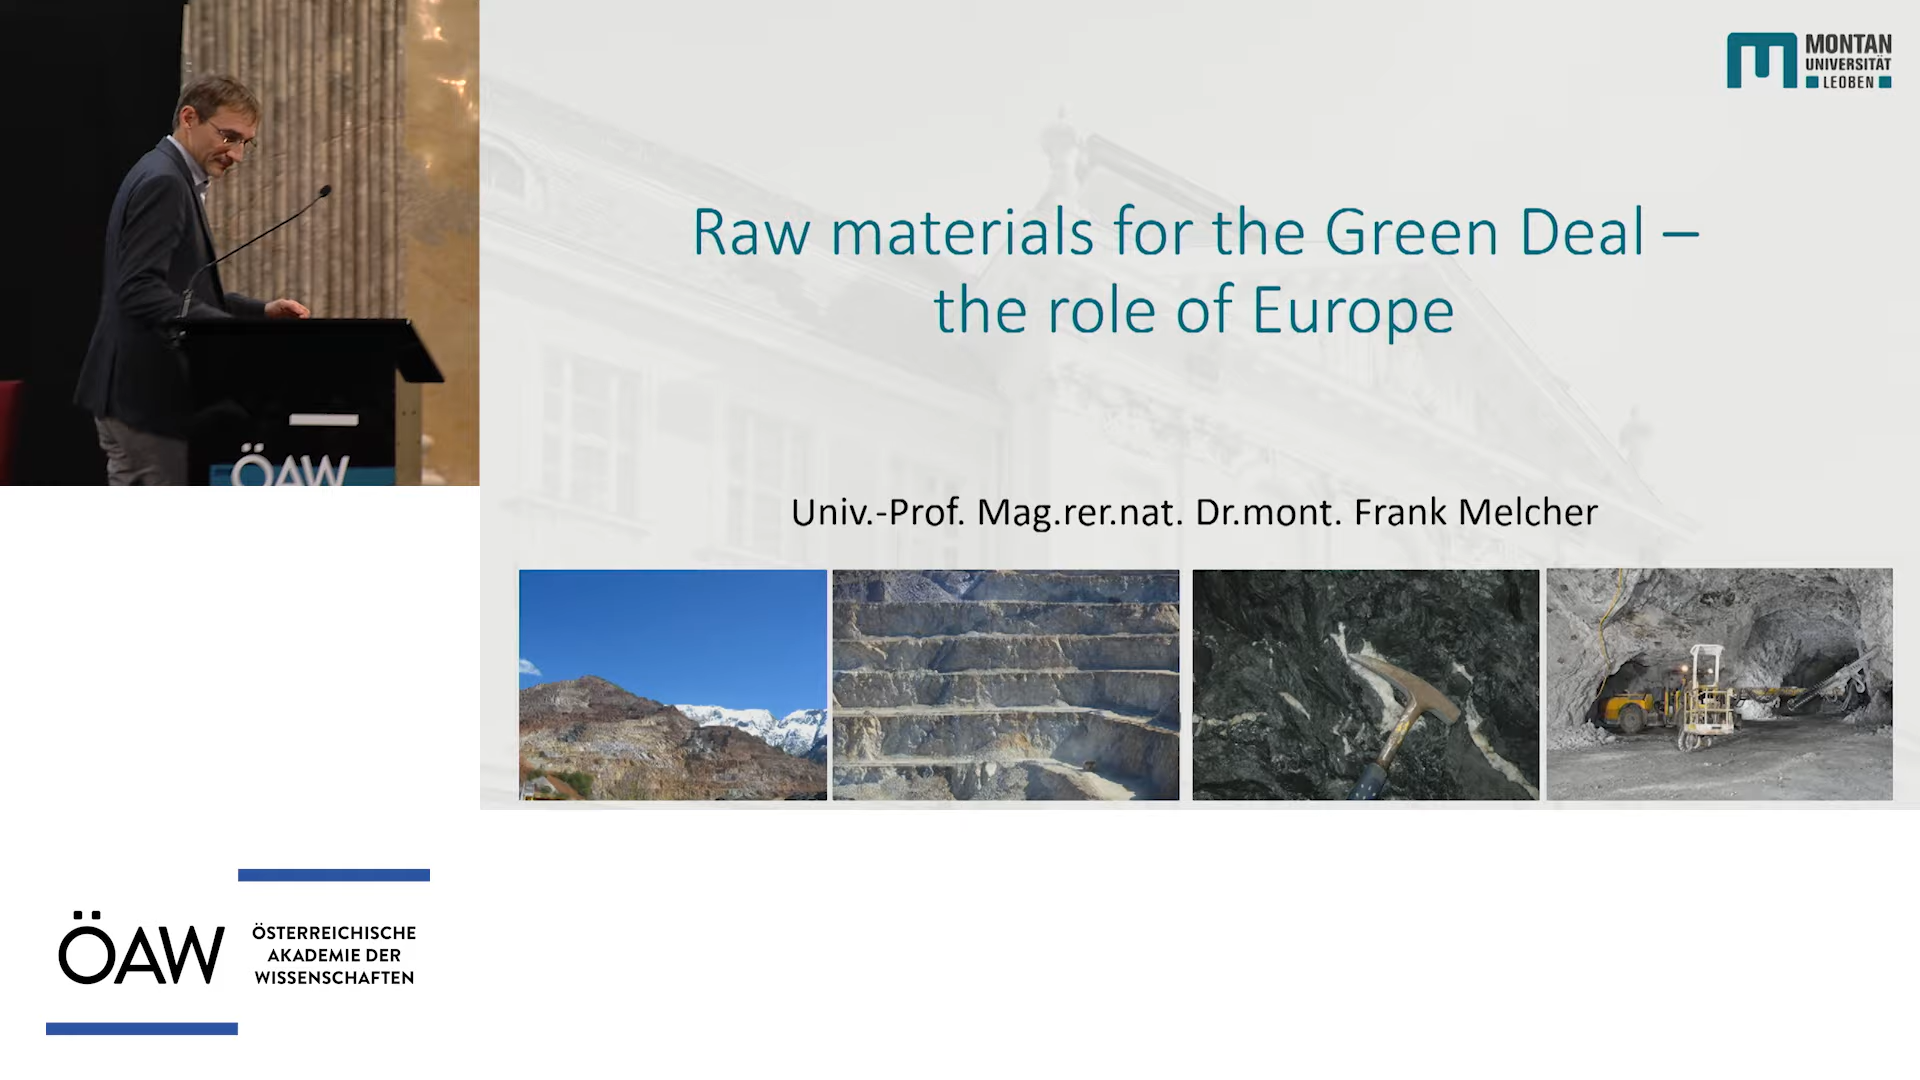 MONTAN
UNIVERSITÄT
LEOBEN
Raw materials for the Green Deal –
the role of Europe
Univ.-Prof. Mag.rer.nat. Dr.mont. Frank Melcher
ÖAW
ÖAW
ÖSTERREICHISCHE
AKADEMIE DER
WISSENSCHAFTEN